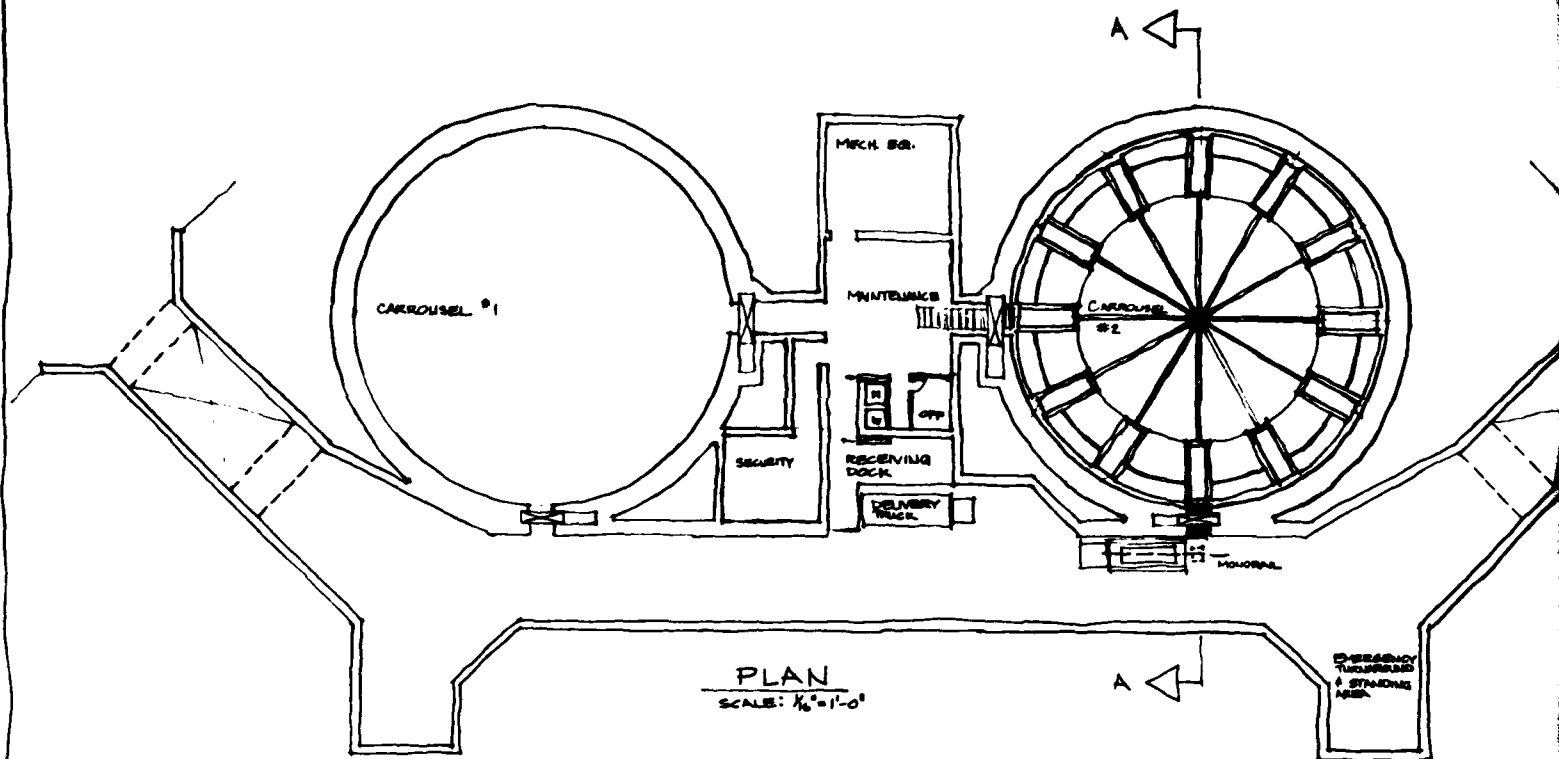 A
MECH. EQ.
CARROUSEL #1
MAINTENANCE
CARROUSEL
#2
OFF
SECURITY
RECEIVING
DOCK
DELIVERY
TRUCK
MONORAIL
EMERGENCY
TURNAROUND
& STANDING
AREA
PLAN
SCALE: 1/16"=1'-0"
A